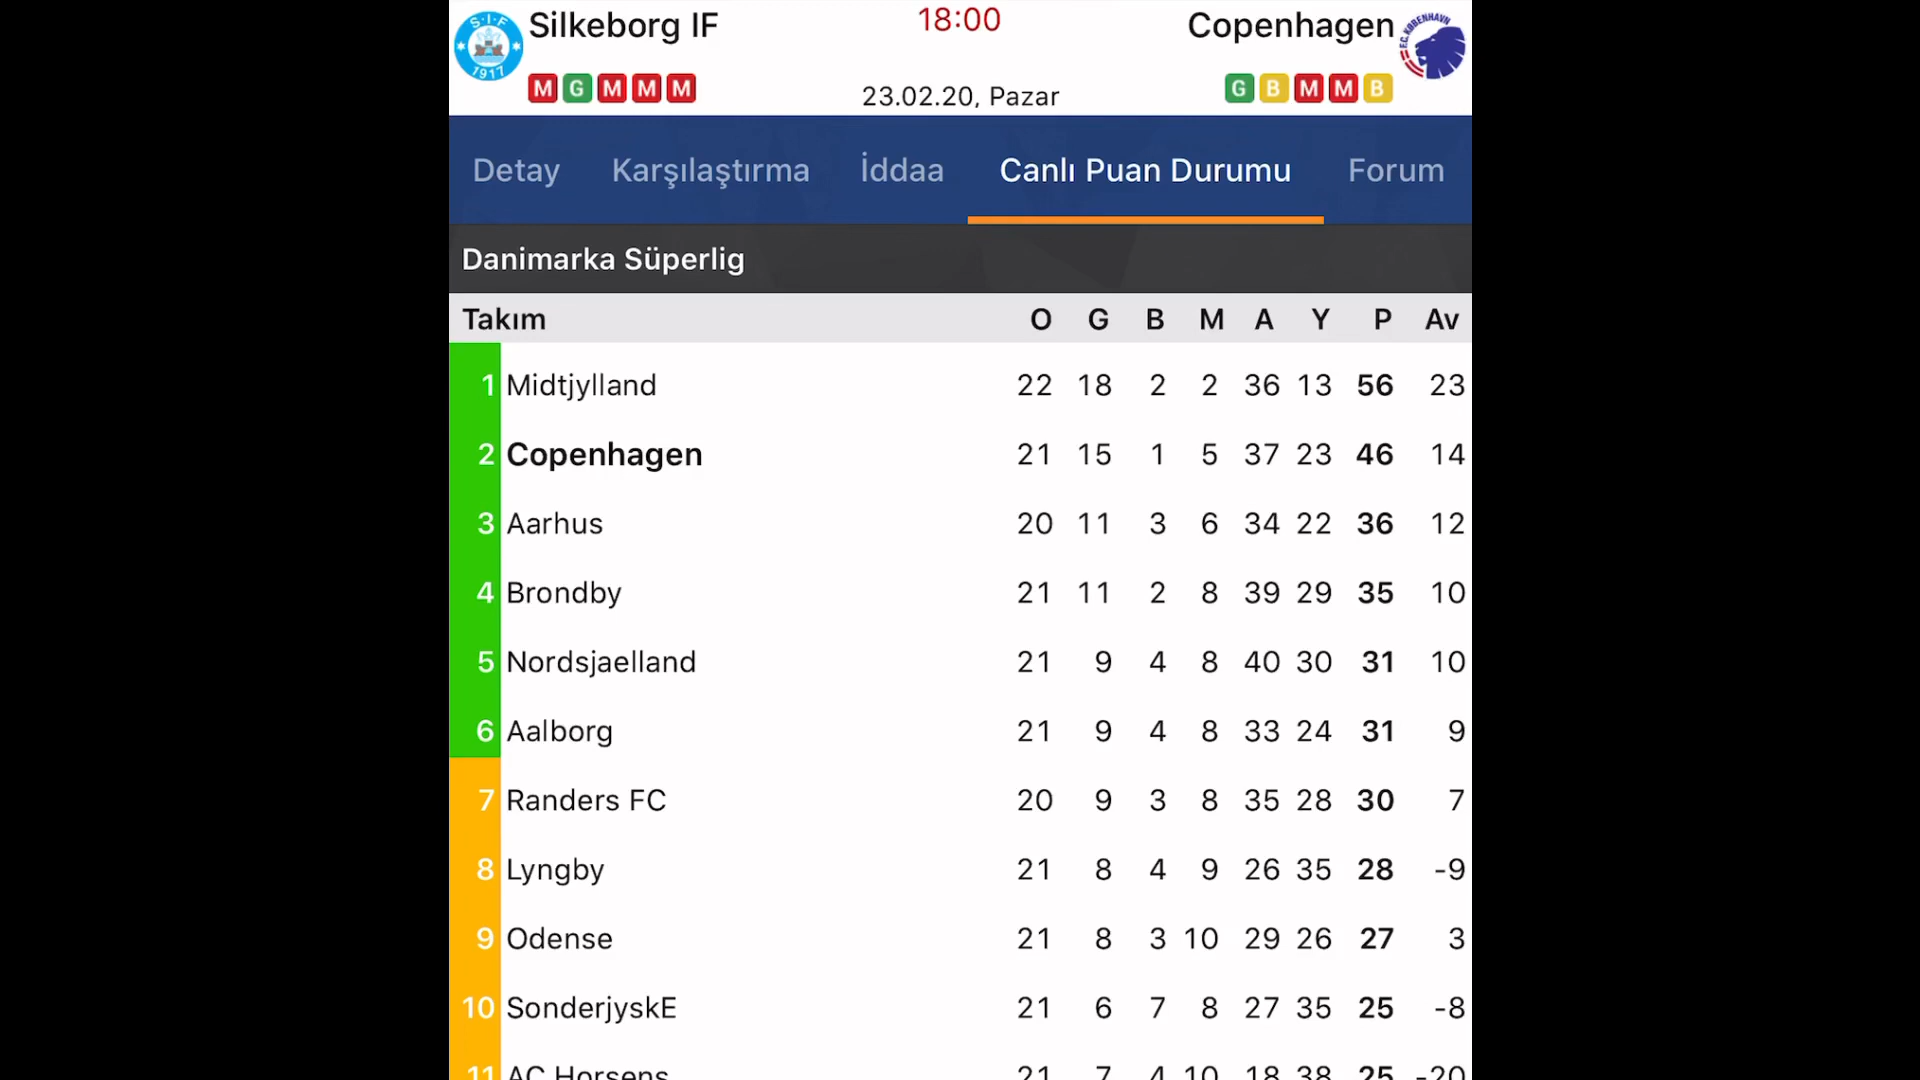 Silkeborg IF 18:00 Copenhagen
S·I·F
1917
F.C. KØBENHAVN
M G M M M 23.02.20, Pazar G B M M B
Detay Karşılaştırma İddaa Canlı Puan Durumu Forum
Danimarka Süperlig
Takım O G B M A Y P Av
1 Midtjylland 22 18 2 2 36 13 56 23
2 Copenhagen 21 15 1 5 37 23 46 14
3 Aarhus 20 11 3 6 34 22 36 12
4 Brondby 21 11 2 8 39 29 35 10
5 Nordsjaelland 21 9 4 8 40 30 31 10
6 Aalborg 21 9 4 8 33 24 31 9
7 Randers FC 20 9 3 8 35 28 30 7
8 Lyngby 21 8 4 9 26 35 28 -9
9 Odense 21 8 3 10 29 26 27 3
10 SonderjyskE 21 6 7 8 27 35 25 -8
11 AC Horsens 21 7 4 10 18 38 25 -20